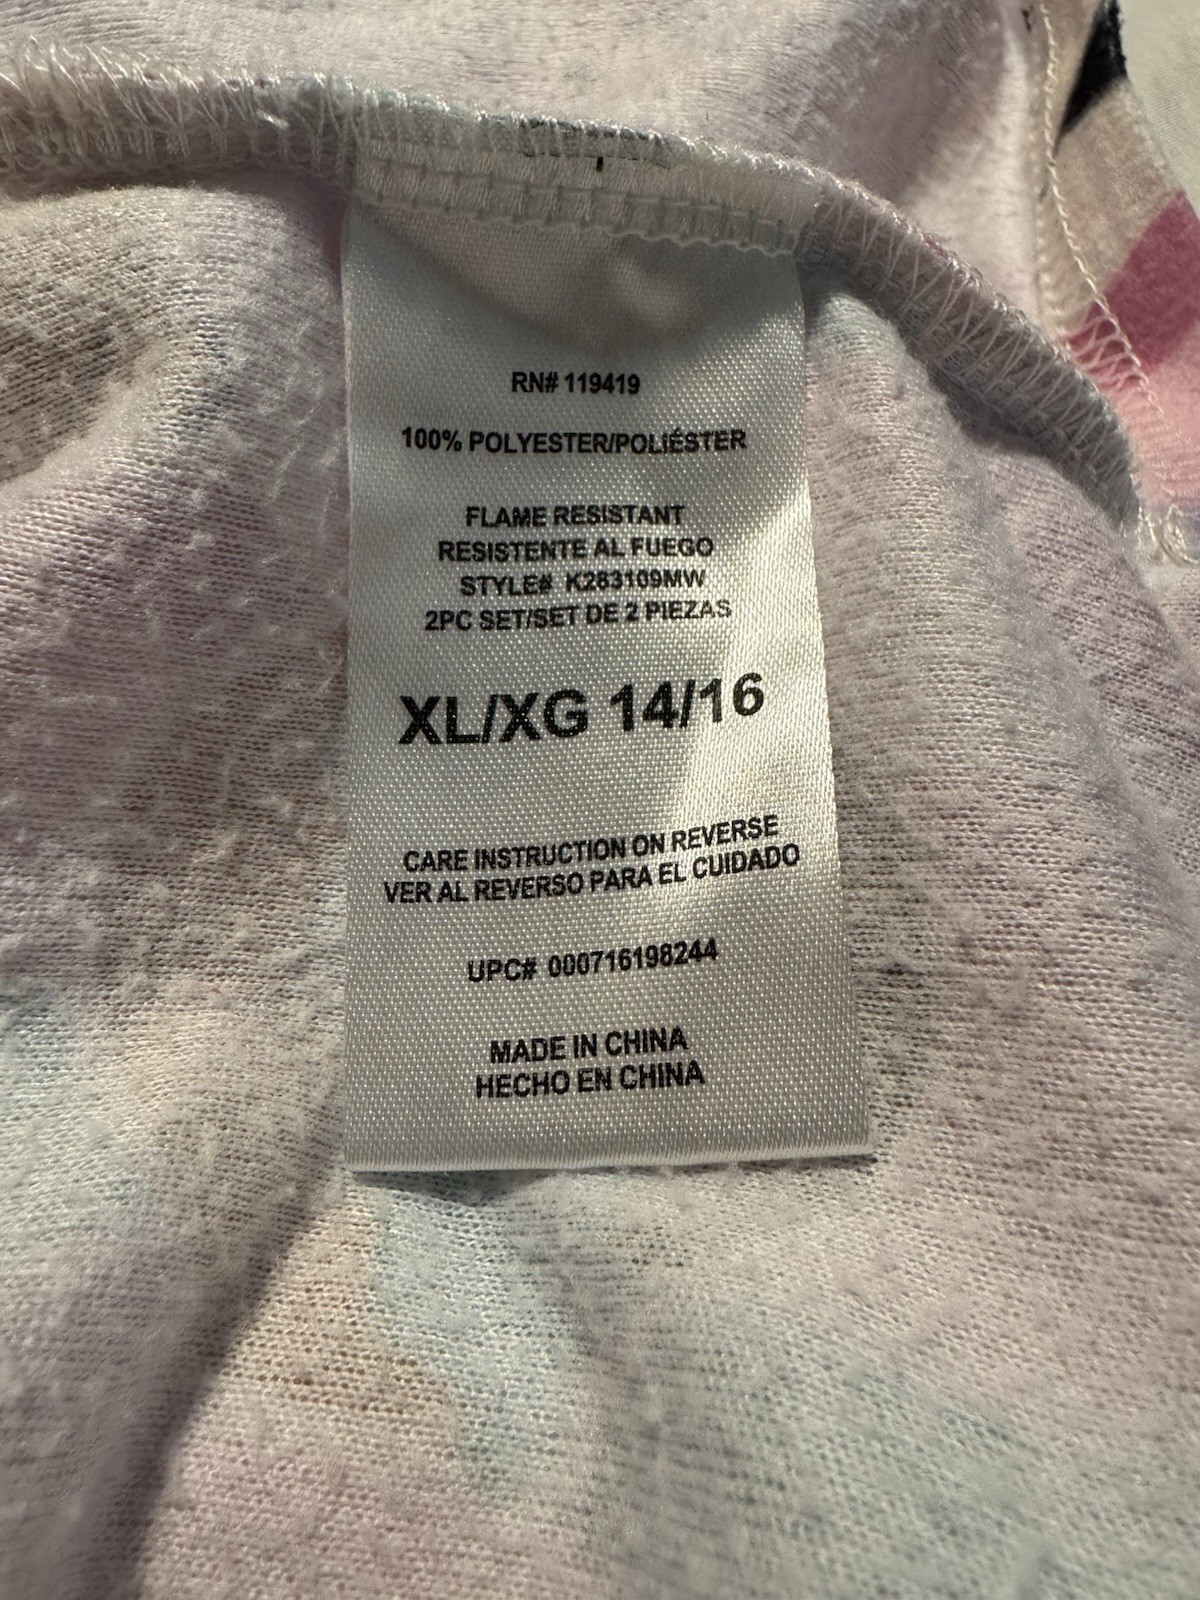 RN# 119419
100% POLYESTER/POLIÉSTER
FLAME RESISTANT
RESISTENTE AL FUEGO
STYLE# K283109MW
2PC SET/SET DE 2 PIEZAS
XL/XG 14/16
CARE INSTRUCTION ON REVERSE
VER AL REVERSO PARA EL CUIDADO
UPC# 000716198244
MADE IN CHINA
HECHO EN CHINA